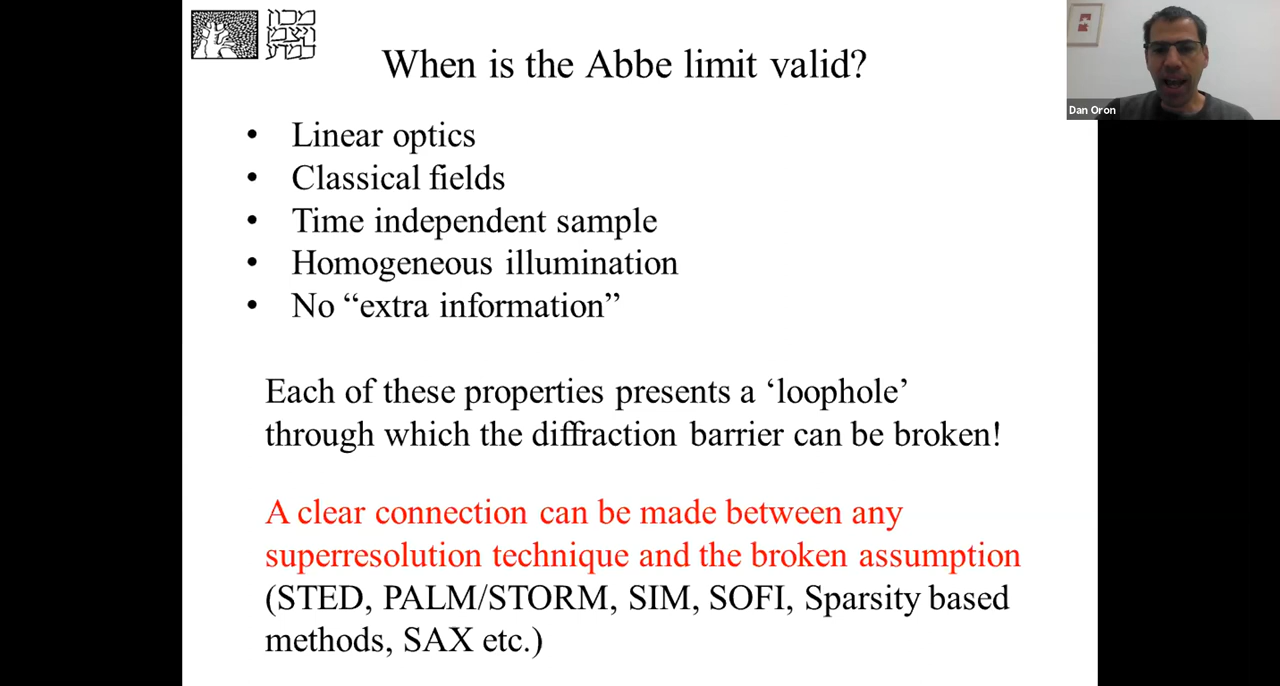 מכון
ויצמן
למדע
When is the Abbe limit valid?
Dan Oron
• Linear optics
• Classical fields
• Time independent sample
• Homogeneous illumination
• No “extra information”
Each of these properties presents a ‘loophole’
through which the diffraction barrier can be broken!
A clear connection can be made between any
superresolution technique and the broken assumption
(STED, PALM/STORM, SIM, SOFI, Sparsity based
methods, SAX etc.)